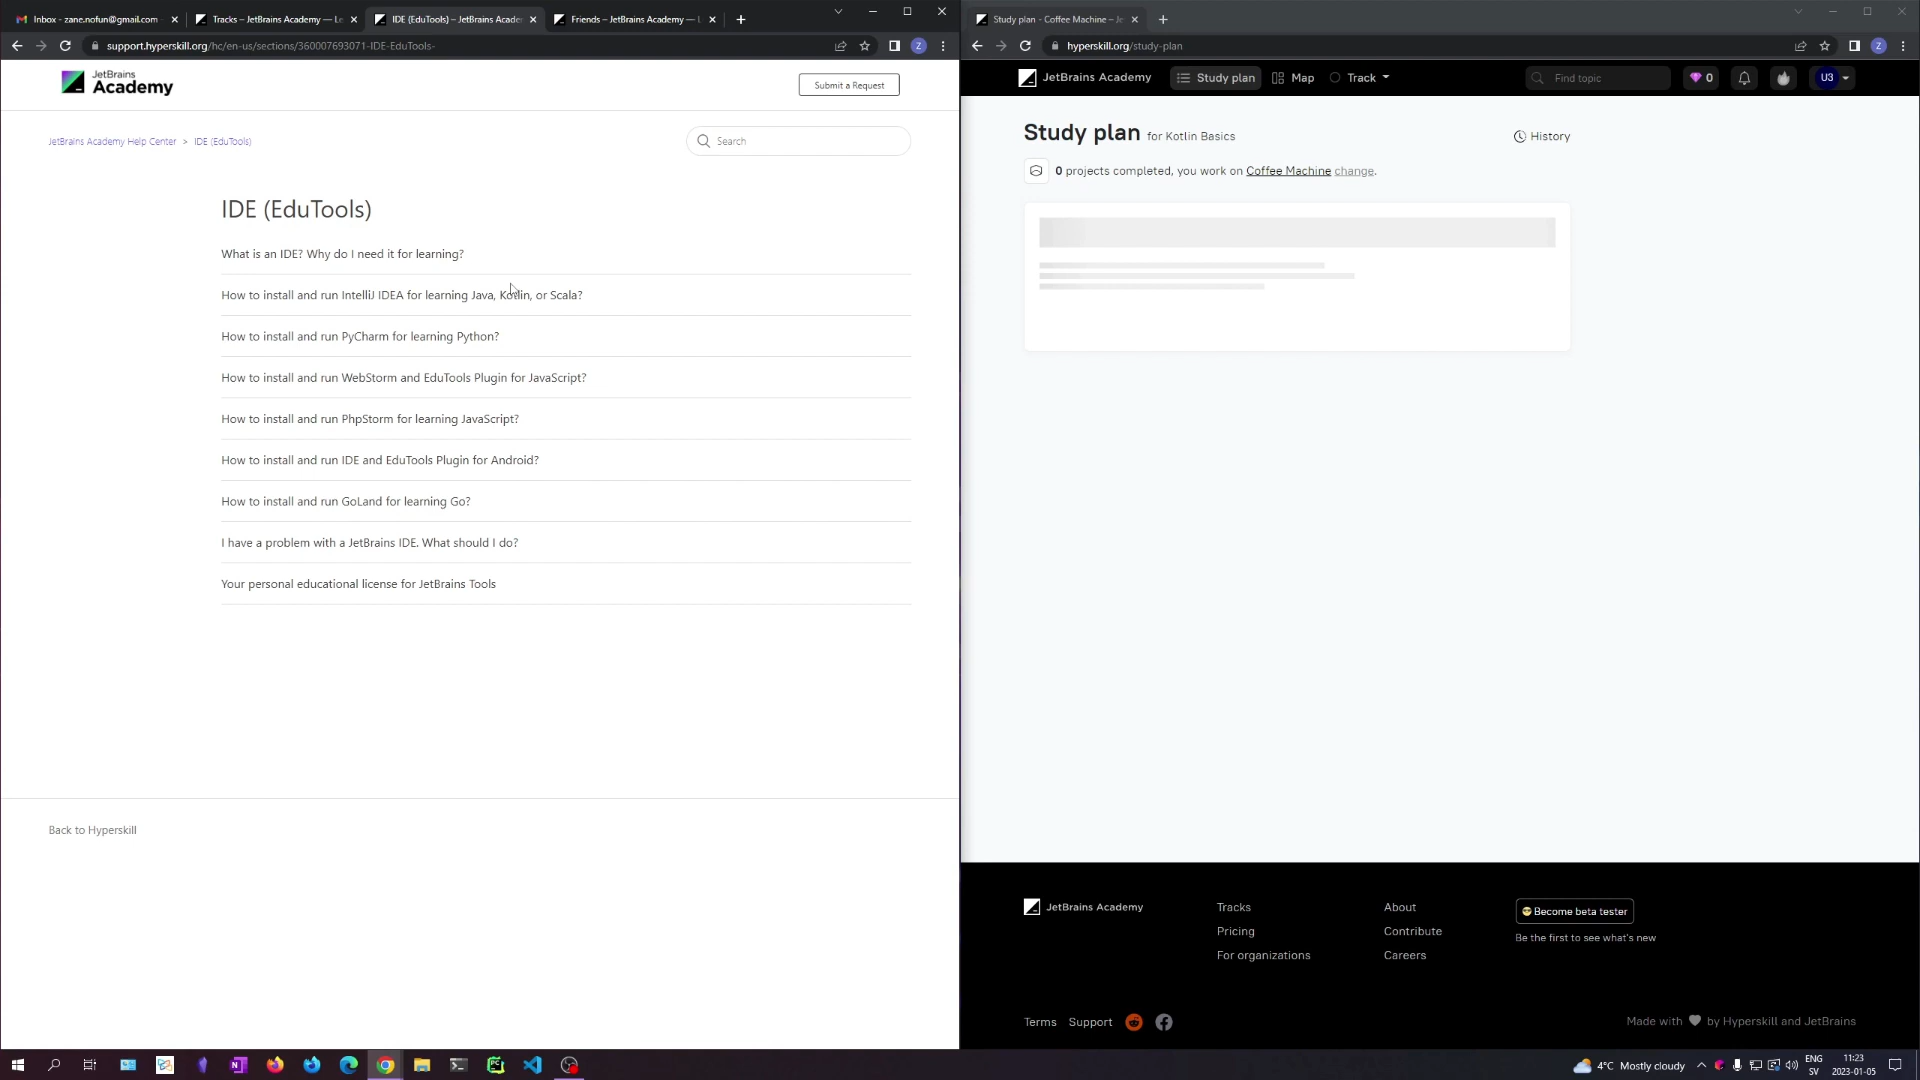 Inbox - zane.nofun@gmail.com
Tracks – JetBrains Academy — Le
IDE (EduTools) – JetBrains Acade
Friends – JetBrains Academy — L
support.hyperskill.org/hc/en-us/sections/360007693071-IDE-EduTools-
JetBrains
Academy
Submit a Request
JetBrains Academy Help Center > IDE (EduTools)
Search
IDE (EduTools)
What is an IDE? Why do I need it for learning?
How to install and run IntelliJ IDEA for learning Java, Kotlin, or Scala?
How to install and run PyCharm for learning Python?
How to install and run WebStorm and EduTools Plugin for JavaScript?
How to install and run PhpStorm for learning JavaScript?
How to install and run IDE and EduTools Plugin for Android?
How to install and run GoLand for learning Go?
I have a problem with a JetBrains IDE. What should I do?
Your personal educational license for JetBrains Tools
Back to Hyperskill
Study plan - Coffee Machine – Je
hyperskill.org/study-plan
Z
JetBrains Academy
Study plan
Map
Track
Find topic
0
U3
Study plan for Kotlin Basics
History
0 projects completed, you work on Coffee Machine change.
JetBrains Academy
Tracks
Pricing
For organizations
About
Contribute
Careers
Become beta tester
Be the first to see what's new
Terms
Support
Made with by Hyperskill and JetBrains
4°C Mostly cloudy
ENG
SV
11:23
2023-01-05